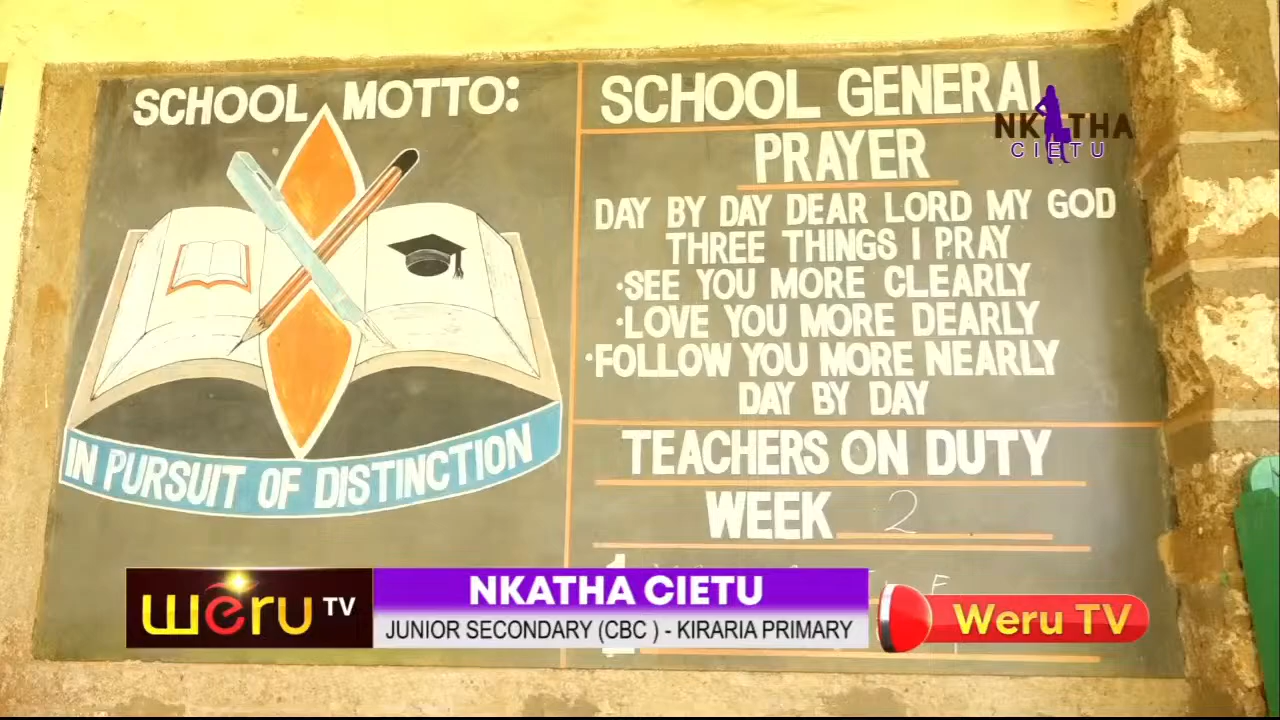 SCHOOL MOTTO:
IN PURSUIT OF DISTINCTION
SCHOOL GENERAL
PRAYER
DAY BY DAY DEAR LORD MY GOD
THREE THINGS I PRAY
•SEE YOU MORE CLEARLY
•LOVE YOU MORE DEARLY
•FOLLOW YOU MORE NEARLY
DAY BY DAY
TEACHERS ON DUTY
WEEK 2
NKATHA
CIETU
weru TV
NKATHA CIETU
JUNIOR SECONDARY (CBC ) - KIRARIA PRIMARY
Weru TV